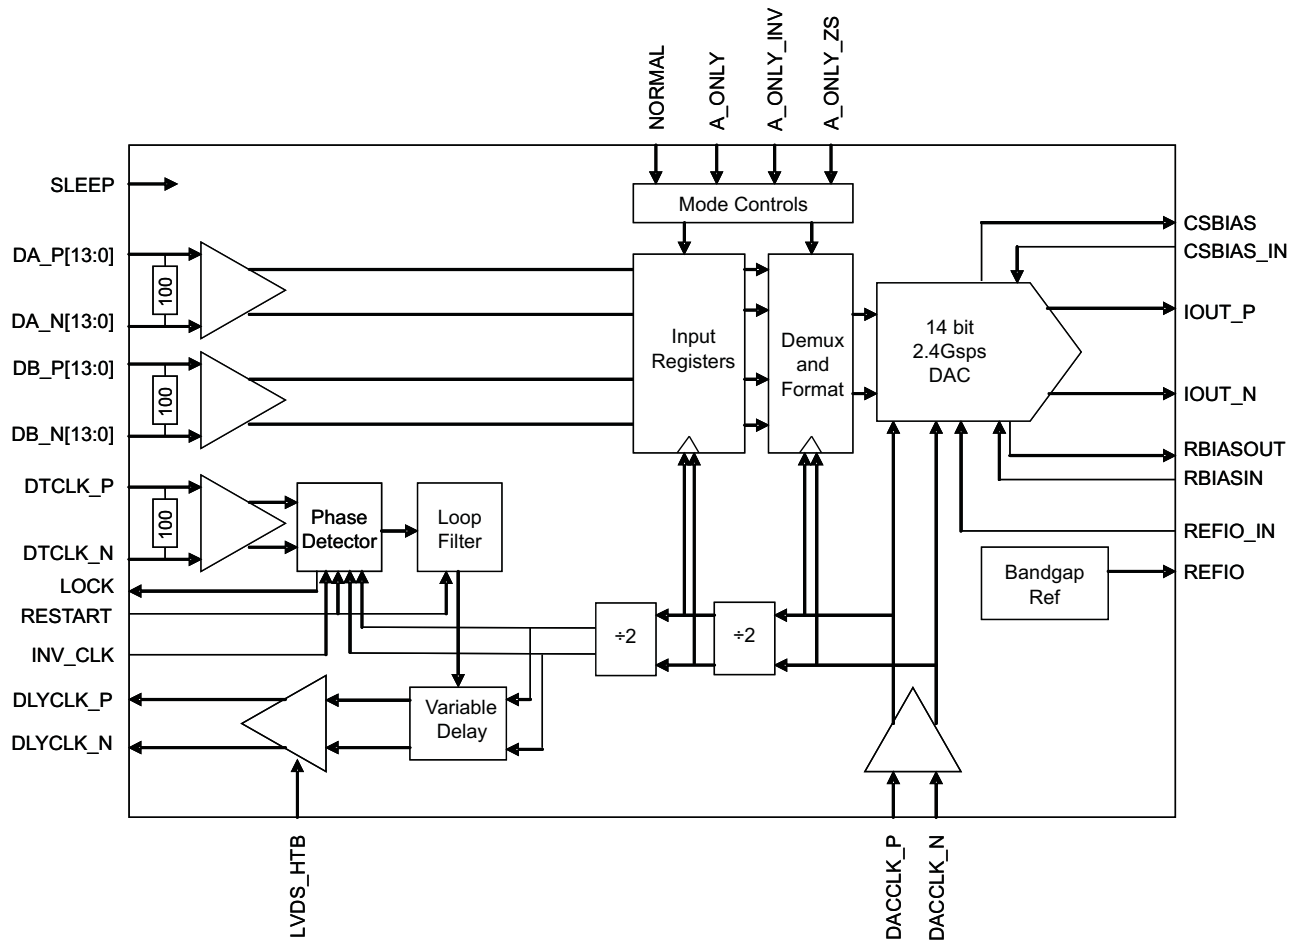 NORMAL
A_ONLY
A_ONLY_INV
A_ONLY_ZS
SLEEP
Mode Controls
CSBIAS
CSBIAS_IN
DA_P[13:0]
100
DA_N[13:0]
IOUT_P
14 bit
2.4Gsps
DAC
Input
Registers
Demux
and
Format
DB_P[13:0]
100
DB_N[13:0]
IOUT_N
RBIASOUT
RBIASIN
DTCLK_P
100
DTCLK_N
Phase
Detector
Loop
Filter
REFIO_IN
REFIO
Bandgap
Ref
LOCK
RESTART
INV_CLK
÷2
÷2
DLYCLK_P
DLYCLK_N
Variable
Delay
LVDS_HTB
DACCLK_P
DACCLK_N